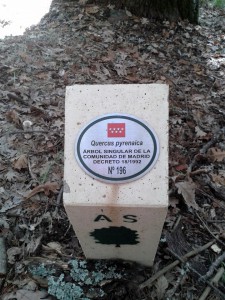 Quercus pyrenaica
ÁRBOL SINGULAR DE LA
COMUNIDAD DE MADRID
DECRETO 18/1992
Nº 196
A S